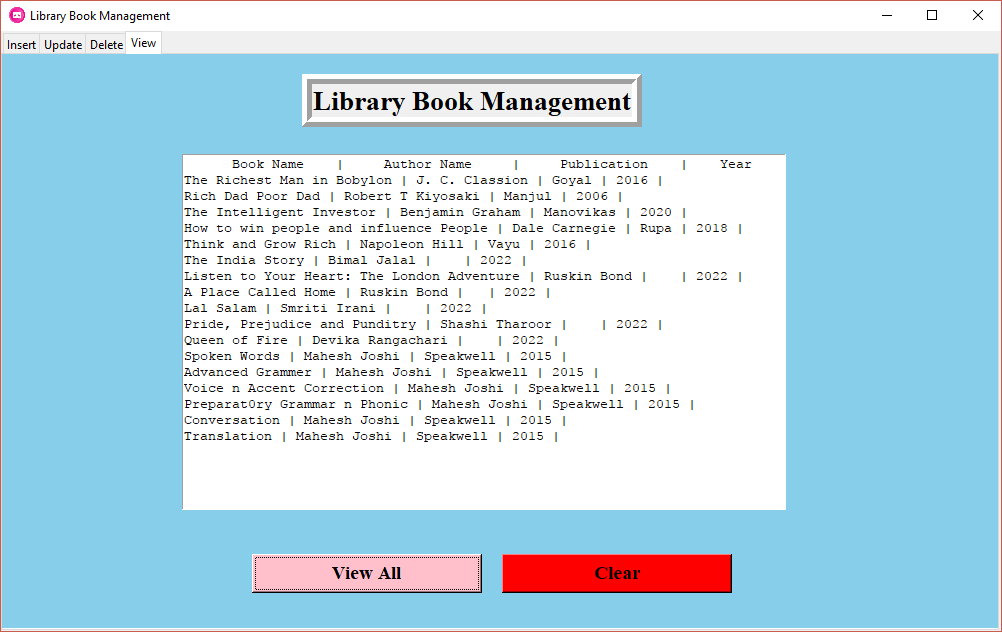 Library Book Management
Insert Update Delete View
Library Book Management
Book Name | Author Name | Publication | Year
The Richest Man in Bobylon | J. C. Classion | Goyal | 2016 |
Rich Dad Poor Dad | Robert T Kiyosaki | Manjul | 2006 |
The Intelligent Investor | Benjamin Graham | Manovikas | 2020 |
How to win people and influence People | Dale Carnegie | Rupa | 2018 |
Think and Grow Rich | Napoleon Hill | Vayu | 2016 |
The India Story | Bimal Jalal | | 2022 |
Listen to Your Heart: The London Adventure | Ruskin Bond | | 2022 |
A Place Called Home | Ruskin Bond | | 2022 |
Lal Salam | Smriti Irani | | 2022 |
Pride, Prejudice and Punditry | Shashi Tharoor | | 2022 |
Queen of Fire | Devika Rangachari | | 2022 |
Spoken Words | Mahesh Joshi | Speakwell | 2015 |
Advanced Grammer | Mahesh Joshi | Speakwell | 2015 |
Voice n Accent Correction | Mahesh Joshi | Speakwell | 2015 |
Preparat0ry Grammar n Phonic | Mahesh Joshi | Speakwell | 2015 |
Conversation | Mahesh Joshi | Speakwell | 2015 |
Translation | Mahesh Joshi | Speakwell | 2015 |
View All Clear